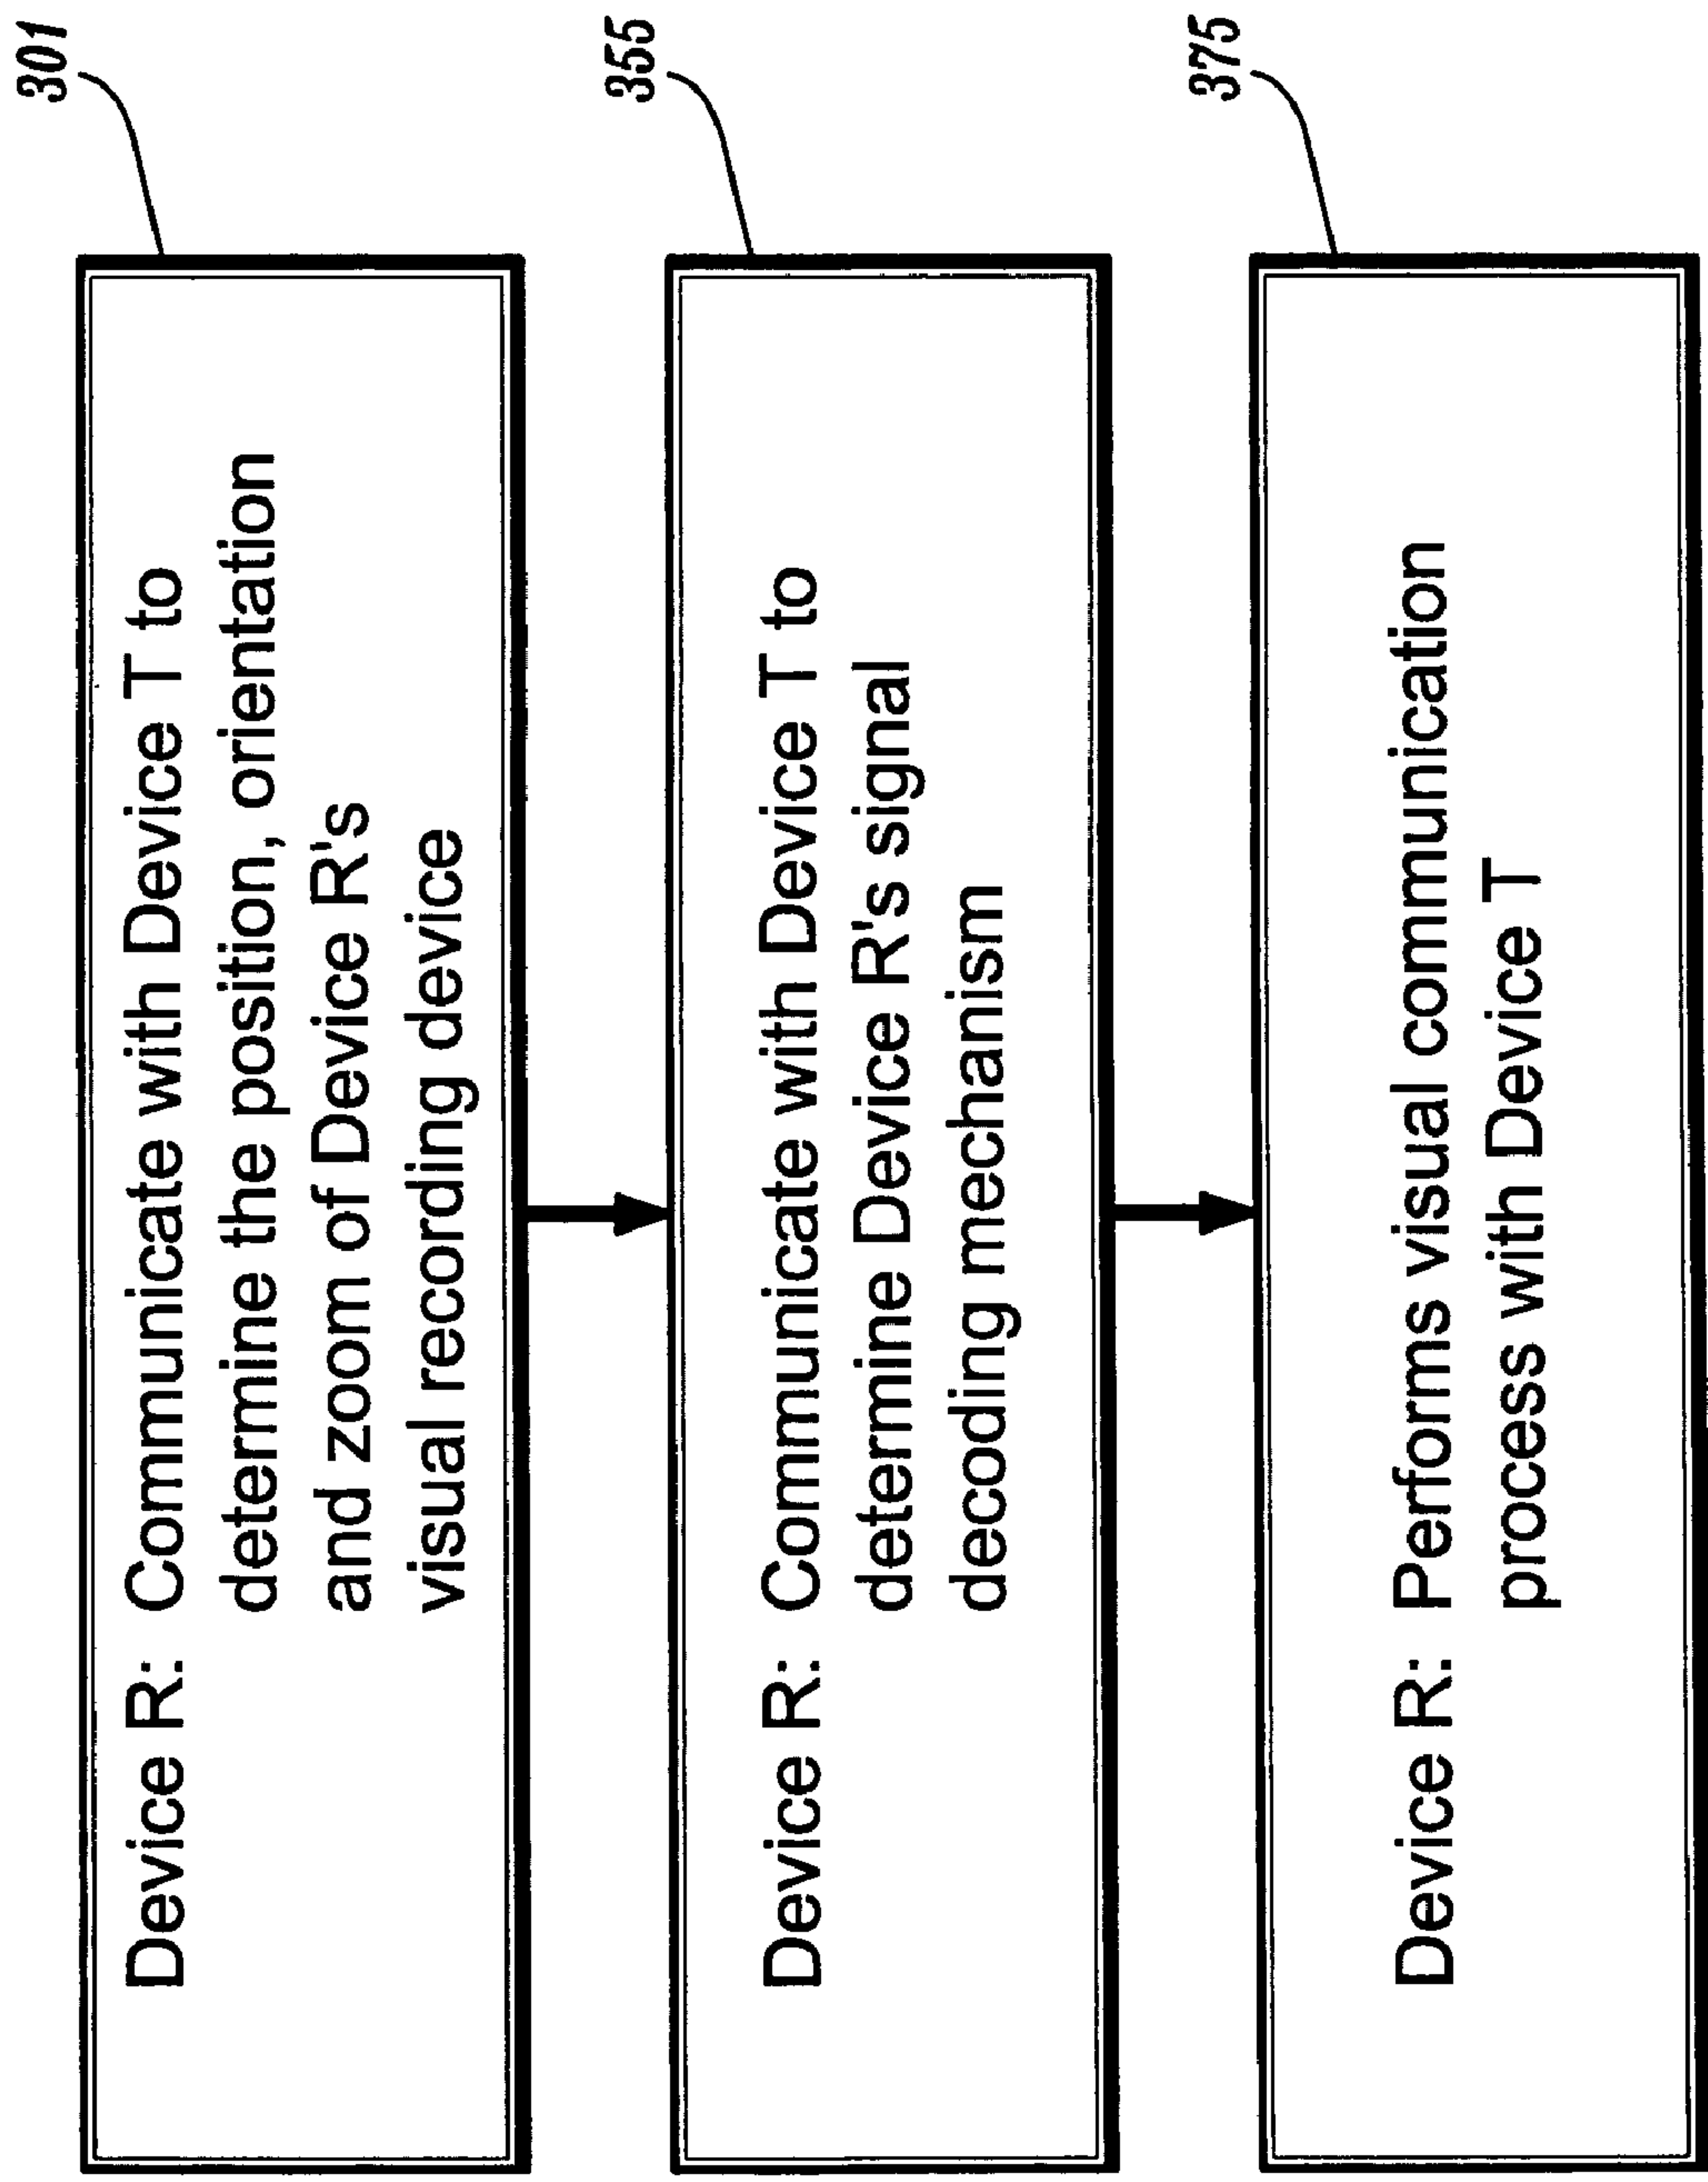 301
Device R: Communicate with Device T to
determine the position, orientation
and zoom of Device R's
visual recording device
355
Device R: Communicate with Device T to
determine Device R's signal
decoding mechanism
375
Device R: Performs visual communication
process with Device T